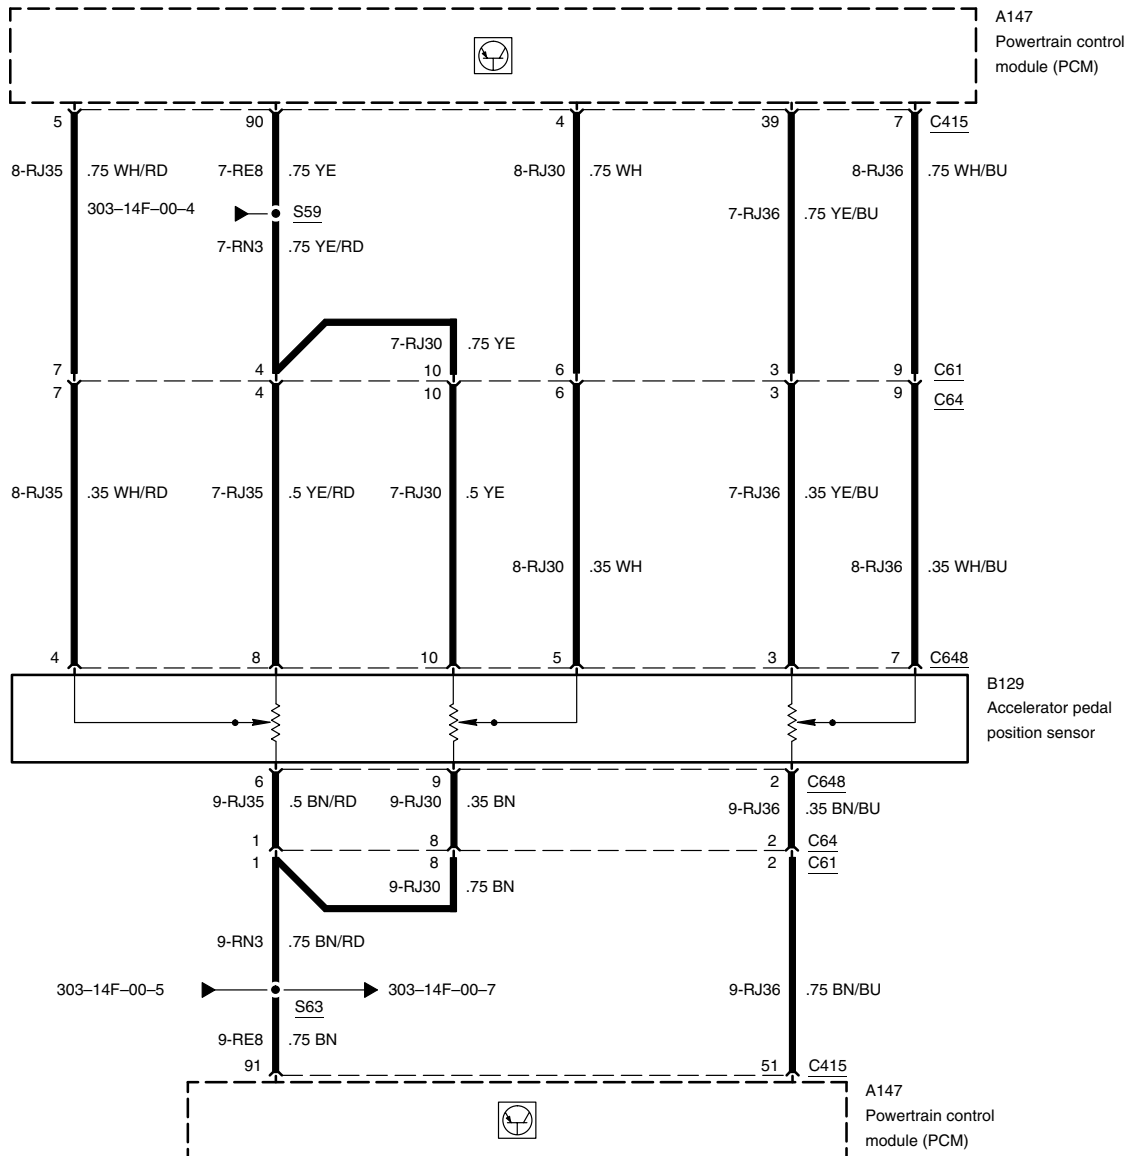 A147
Powertrain control
module (PCM)
5 90 4 39 7 C415
8-RJ35 .75 WH/RD 7-RE8 .75 YE 8-RJ30 .75 WH 8-RJ36 .75 WH/BU
303–14F–00–4 S59 7-RJ36 .75 YE/BU
7-RN3 .75 YE/RD
7-RJ30 .75 YE
7 4 10 6 3 9 C61
7 4 10 6 3 9 C64
8-RJ35 .35 WH/RD 7-RJ35 .5 YE/RD 7-RJ30 .5 YE 7-RJ36 .35 YE/BU
8-RJ30 .35 WH 8-RJ36 .35 WH/BU
4 8 10 5 3 7 C648
B129
Accelerator pedal
position sensor
6 9 2 C648
9-RJ35 .5 BN/RD 9-RJ30 .35 BN 9-RJ36 .35 BN/BU
1 8 2 C64
1 8 2 C61
9-RJ30 .75 BN
9-RN3 .75 BN/RD
303–14F–00–5 303–14F–00–7 9-RJ36 .75 BN/BU
S63
9-RE8 .75 BN
91 51 C415
A147
Powertrain control
module (PCM)